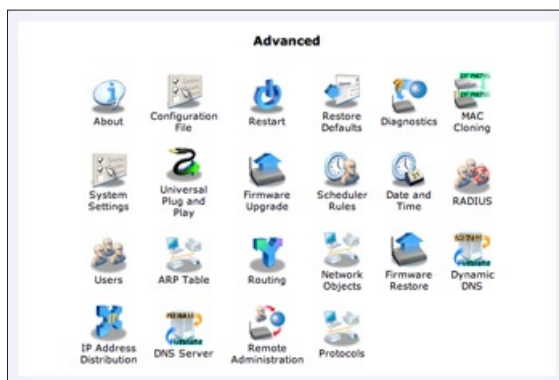 Advanced
About
Configuration
File
Restart
Restore
Defaults
Diagnostics
MAC
Cloning
System
Settings
Universal
Plug and
Play
Firmware
Upgrade
Scheduler
Rules
Date and
Time
RADIUS
Users
ARP Table
Routing
Network
Objects
Firmware
Restore
Dynamic
DNS
IP Address
Distribution
DNS Server
Remote
Administration
Protocols